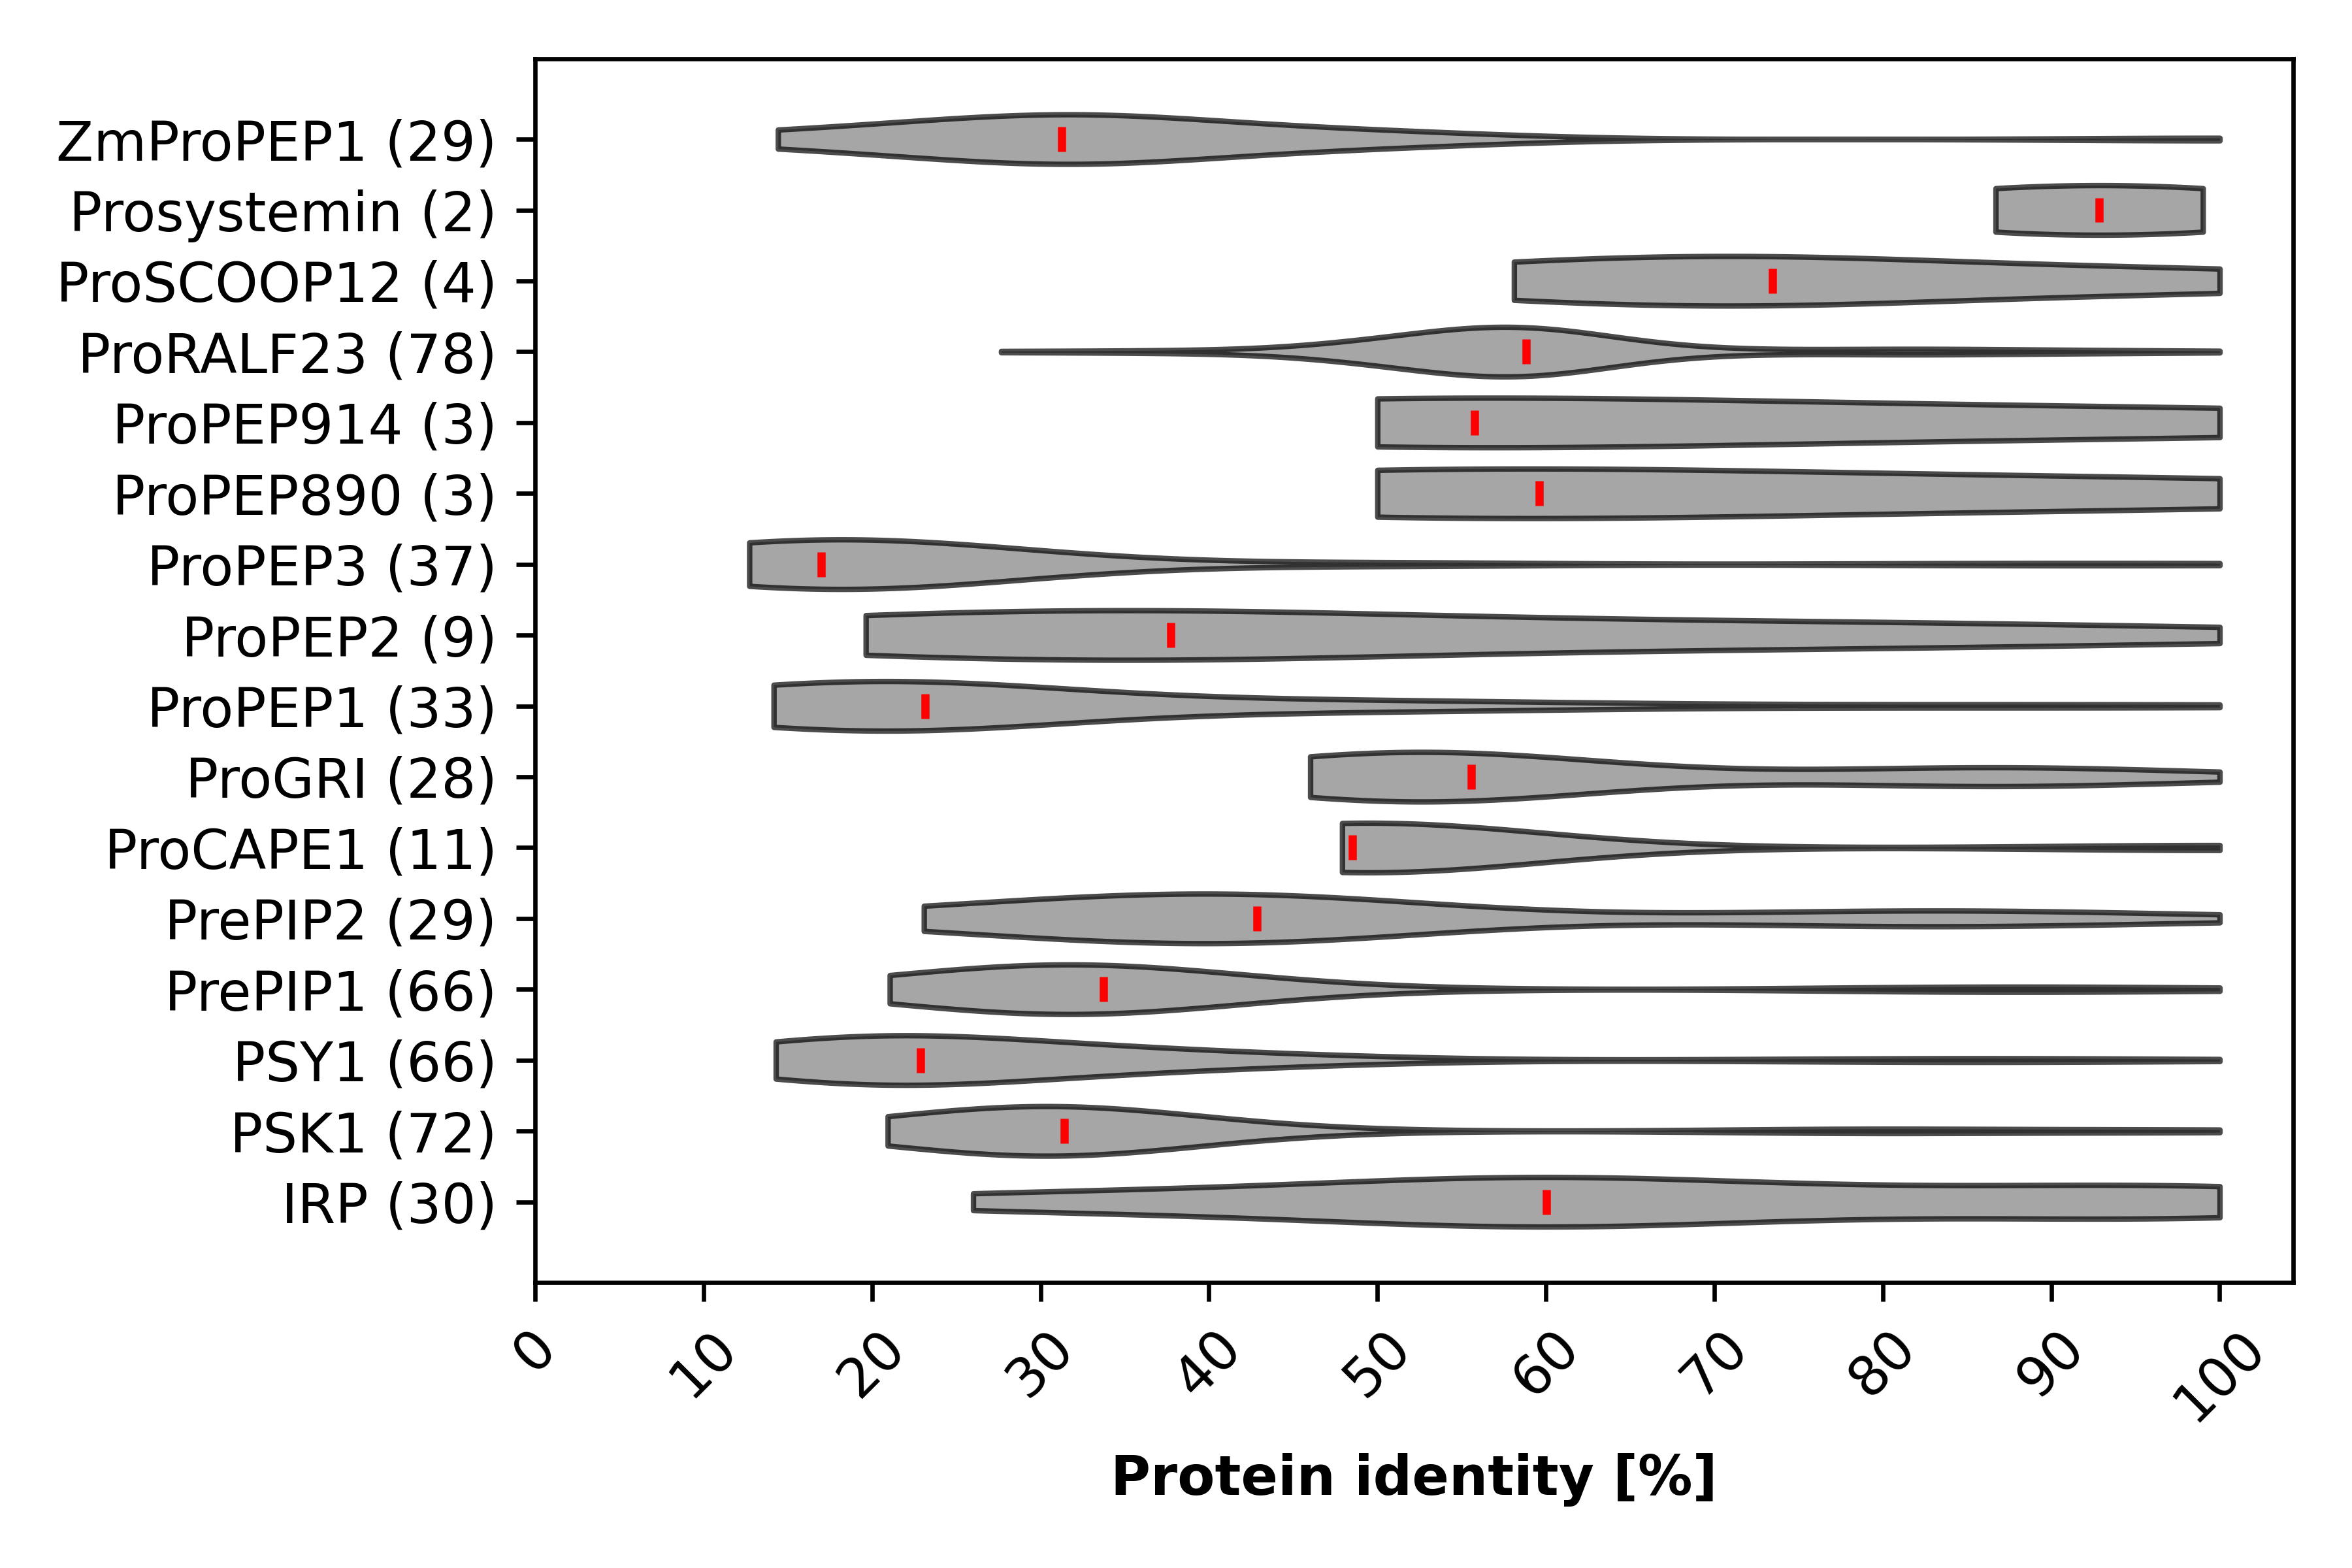 ZmProPEP1 (29)
Prosystemin (2)
ProSCOOP12 (4)
ProRALF23 (78)
ProPEP914 (3)
ProPEP890 (3)
ProPEP3 (37)
ProPEP2 (9)
ProPEP1 (33)
ProGRI (28)
ProCAPE1 (11)
PrePIP2 (29)
PrePIP1 (66)
PSY1 (66)
PSK1 (72)
IRP (30)
0 10 20 30 40 50 60 70 80 90 100
Protein identity [%]